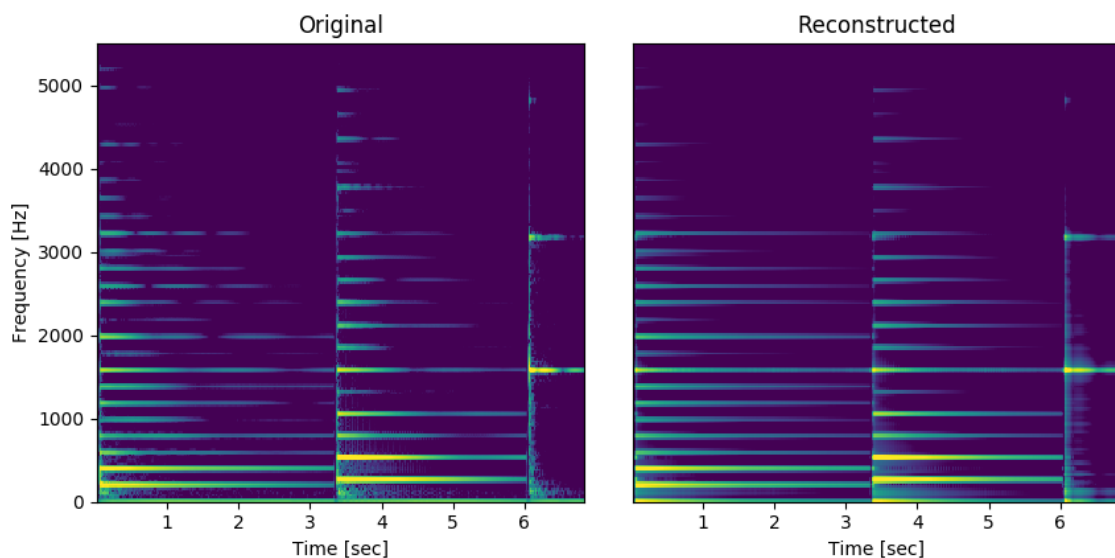 Original
Reconstructed
5000
4000
3000
2000
1000
0
Frequency [Hz]
1 2 3 4 5 6
Time [sec]
1 2 3 4 5 6
Time [sec]